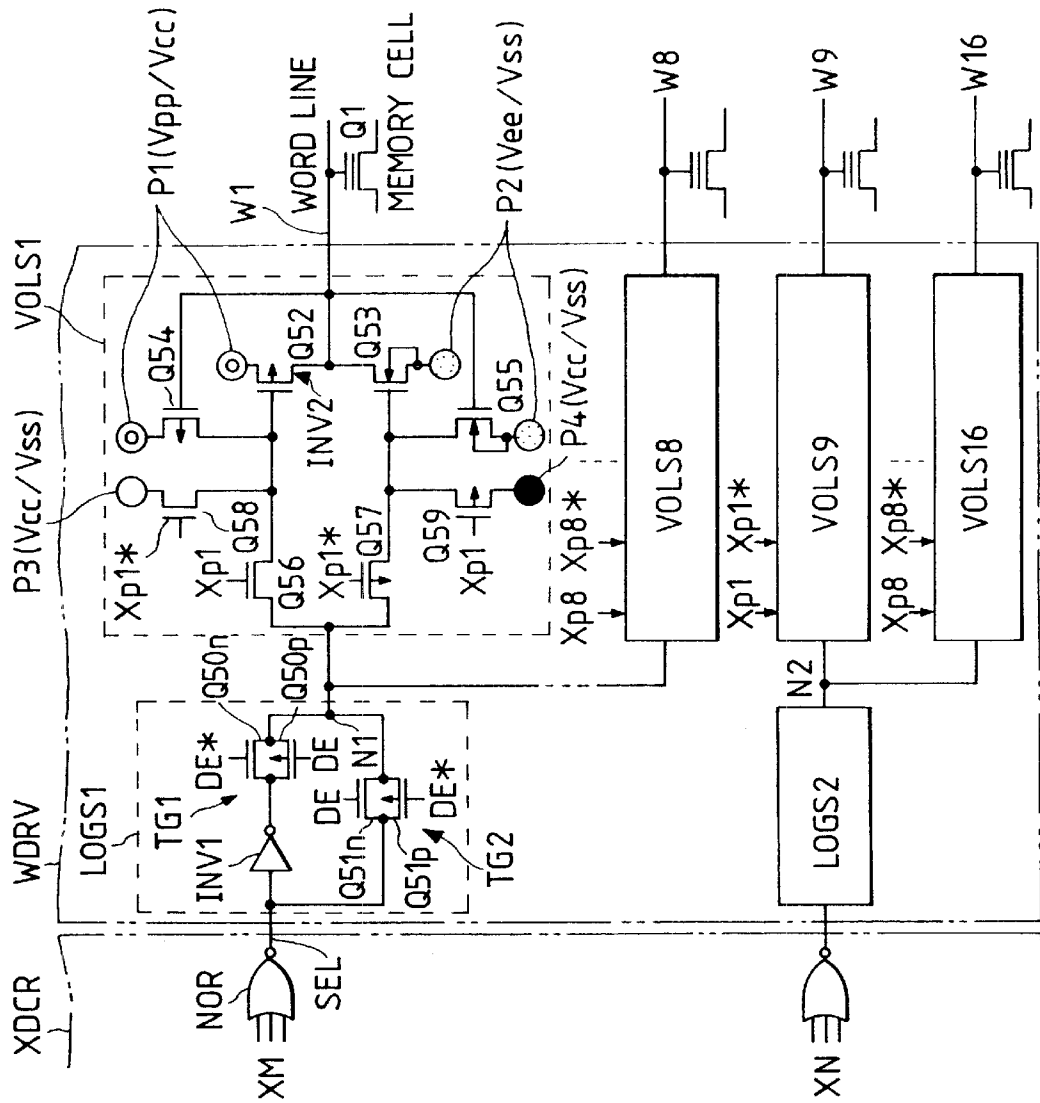 XDCR
WDRV
LOGS1
P3(Vcc/Vss)
VOLS1
P1(Vpp/Vcc)
TG1
DE*
Q50n
Q50p
DE
N1
INV1
NOR
SEL
XM
Q51n
Q51p
DE
DE*
TG2
Xp1*
Q58
Q54
Xp1
Q56
Xp1*
Q57
Q59
Xp1
INV2
Q52
Q53
Q55
P4(Vcc/Vss)
P2(Vee/Vss)
W1
WORD LINE
Q1
MEMORY CELL
Xp8
Xp8*
VOLS8
W8
XN
LOGS2
N2
Xp1
Xp1*
VOLS9
W9
Xp8
Xp8*
VOLS16
W16